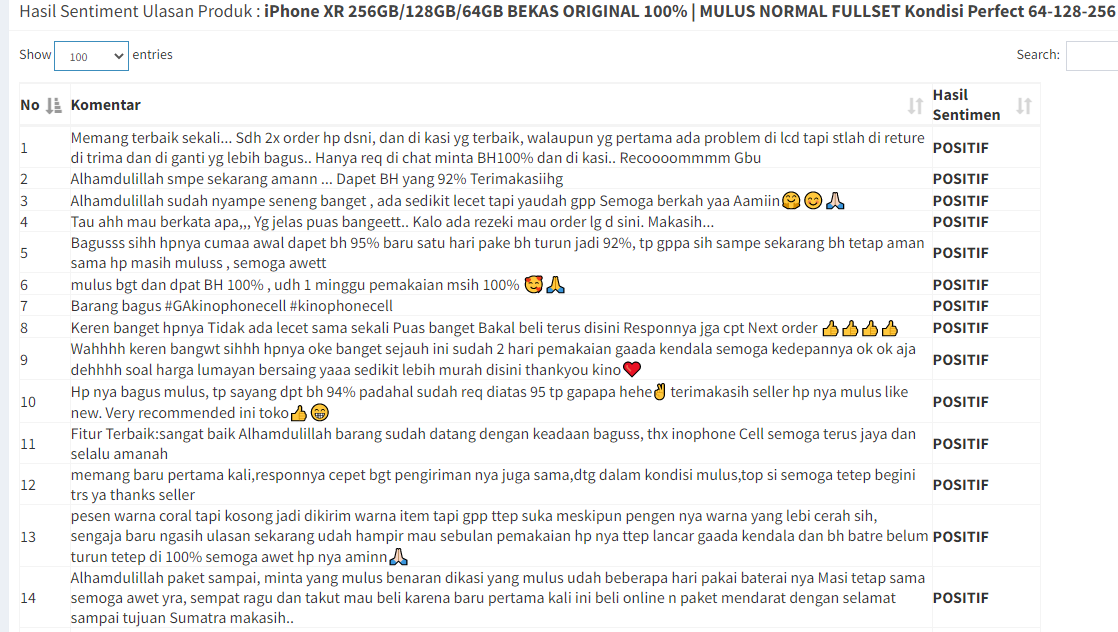 Hasil Sentiment Ulasan Produk : iPhone XR 256GB/128GB/64GB BEKAS ORIGINAL 100% | MULUS NORMAL FULLSET Kondisi Perfect 64-128-256
Show 100 entries
Search:
No Komentar Hasil Sentimen
1 Memang terbaik sekali... Sdh 2x order hp dsni, dan di kasi yg terbaik, walaupun yg pertama ada problem di lcd tapi stlah di reture
di trima dan di ganti yg lebih bagus.. Hanya req di chat minta BH100% dan di kasi.. Recoooommmm Gbu POSITIF
2 Alhamdulillah smpe sekarang amann ... Dapet BH yang 92% Terimakasiihg POSITIF
3 Alhamdulillah sudah nyampe seneng banget , ada sedikit lecet tapi yaudah gpp Semoga berkah yaa Aamiin🤗 😊 🙏🏻 POSITIF
4 Tau ahh mau berkata apa,,, Yg jelas puas bangeett.. Kalo ada rezeki mau order lg d sini. Makasih... POSITIF
5 Bagusss sihh hpnya cumaa awal dapet bh 95% baru satu hari pake bh turun jadi 92%, tp gppa sih sampe sekarang bh tetap aman
sama hp masih muluss , semoga awett POSITIF
6 mulus bgt dan dpat BH 100% , udh 1 minggu pemakaian msih 100% 🥰 🙏 POSITIF
7 Barang bagus #GAkinophonecell #kinophonecell POSITIF
8 Keren banget hpnya Tidak ada lecet sama sekali Puas banget Bakal beli terus disini Responnya jga cpt Next order 👍👍👍👍 POSITIF
9 Wahhhh keren bangwt sihhh hpnya oke banget sejauh ini sudah 2 hari pemakaian gaada kendala semoga kedepannya ok ok aja
dehhhh soal harga lumayan bersaing yaaa sedikit lebih murah disini thankyou kino❤️ POSITIF
10 Hp nya bagus mulus, tp sayang dpt bh 94% padahal sudah req diatas 95 tp gapapa hehe✌️ terimakasih seller hp nya mulus like
new. Very recommended ini toko👍😁 POSITIF
11 Fitur Terbaik:sangat baik Alhamdulillah barang sudah datang dengan keadaan baguss, thx inophone Cell semoga terus jaya dan
selalu amanah POSITIF
12 memang baru pertama kali,responnya cepet bgt pengiriman nya juga sama,dtg dalam kondisi mulus,top si semoga tetep begini
trs ya thanks seller POSITIF
13 pesen warna coral tapi kosong jadi dikirim warna item tapi gpp ttep suka meskipun pengen nya warna yang lebi cerah sih,
sengaja baru ngasih ulasan sekarang udah hampir mau sebulan pemakaian hp nya ttep lancar gaada kendala dan bh batre belum
turun tetep di 100% semoga awet hp nya aminn🙏🏻 POSITIF
14 Alhamdulillah paket sampai, minta yang mulus benaran dikasi yang mulus udah beberapa hari pakai baterai nya Masi tetap sama
semoga awet yra, sempat ragu dan takut mau beli karena baru pertama kali ini beli online n paket mendarat dengan selamat
sampai tujuan Sumatra makasih.. POSITIF